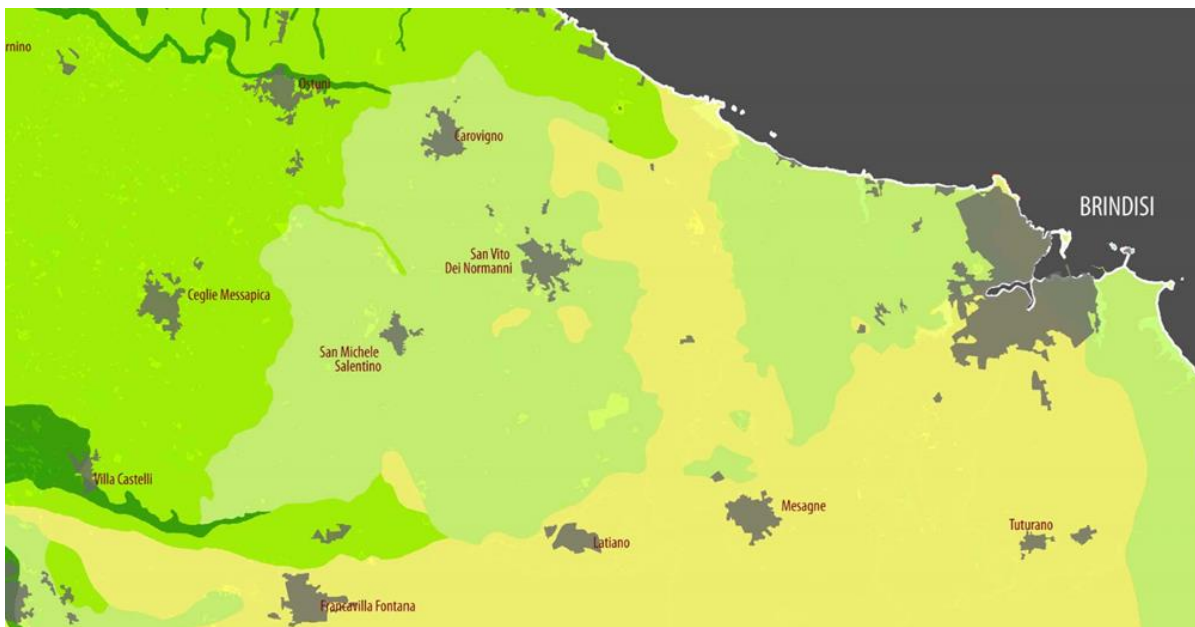 rnino
Ostuni
Carovigno
BRINDISI
San Vito
Dei Normanni
Ceglie Messapica
San Michele
Salentino
Villa Castelli
Mesagne
Tuturano
Latiano
Francavilla Fontana